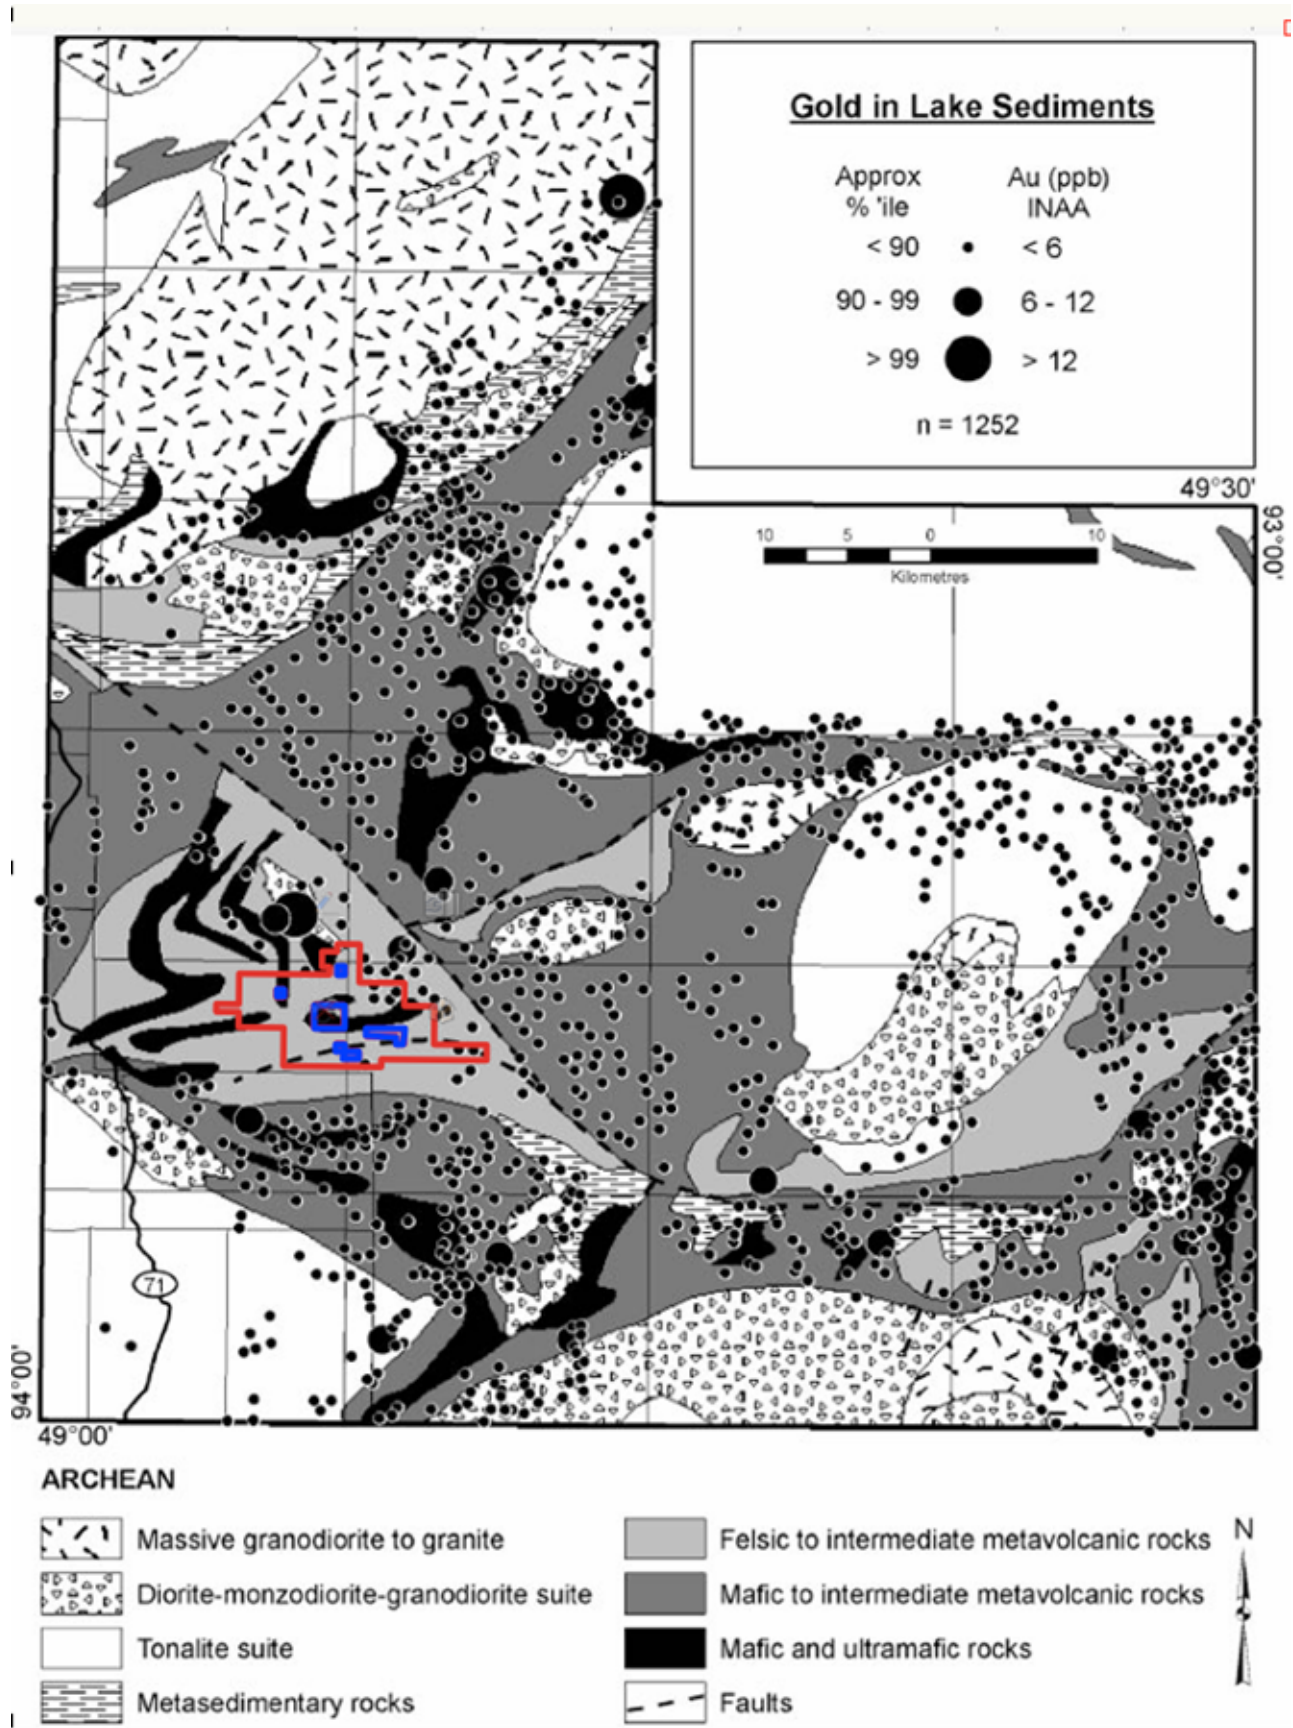 Gold in Lake Sediments
Approx Au (ppb)
% 'ile INAA
< 90 < 6
90 - 99 6 - 12
> 99 > 12
n = 1252
49°30'
93°00'
10 5 0 10
Kilometres
71
94°00'
49°00'
ARCHEAN
Massive granodiorite to granite
Diorite-monzodiorite-granodiorite suite
Tonalite suite
Metasedimentary rocks
Felsic to intermediate metavolcanic rocks
Mafic to intermediate metavolcanic rocks
Mafic and ultramafic rocks
Faults
N